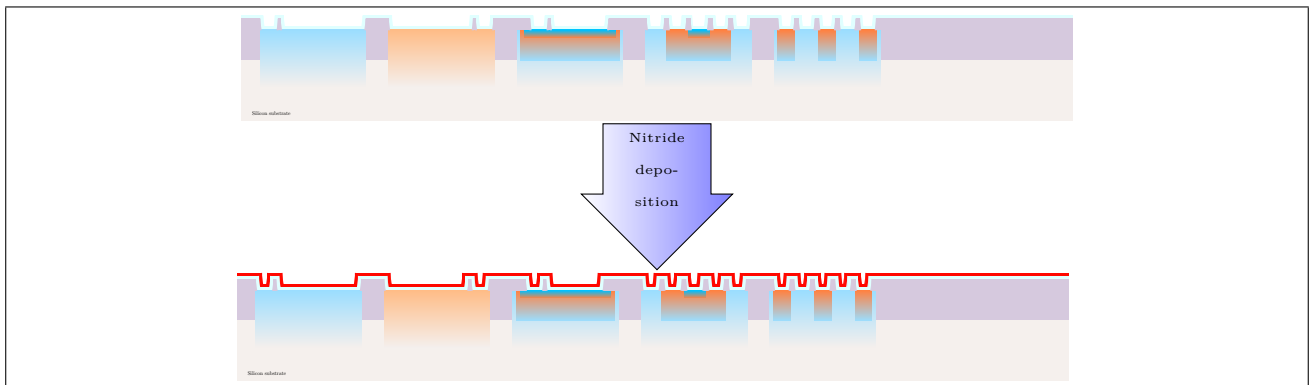 Silicon substrate
Nitride
depo-
sition
Silicon substrate